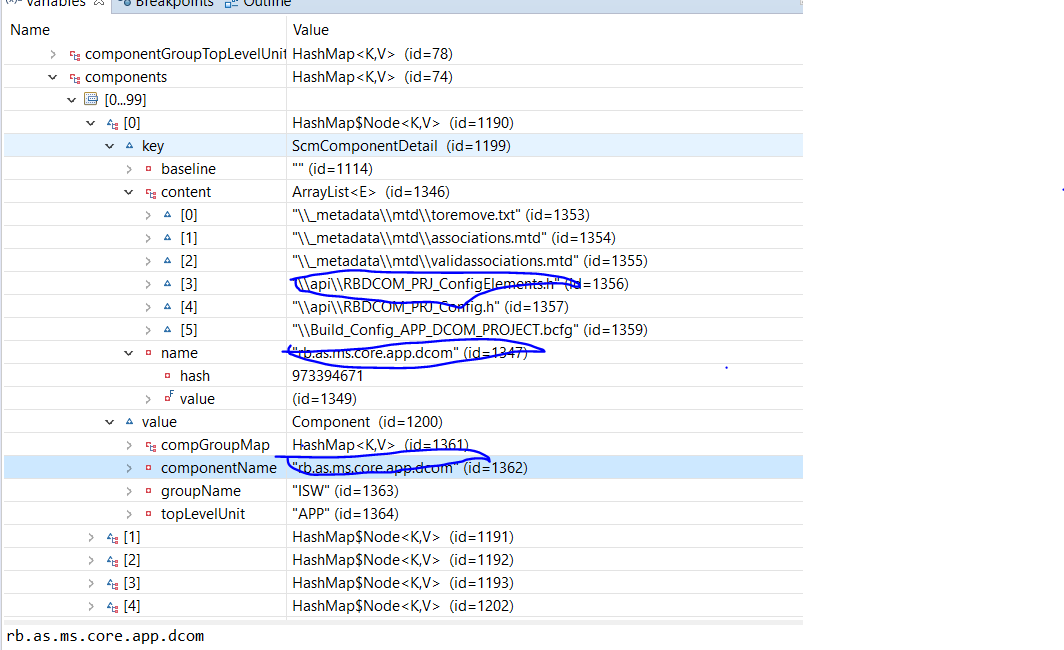 Variables Breakpoints Outline
Name Value
componentGroupTopLevelUnit HashMap<K,V> (id=78)
components HashMap<K,V> (id=74)
[0...99]
[0] HashMap$Node<K,V> (id=1190)
key ScmComponentDetail (id=1199)
baseline "" (id=1114)
content ArrayList<E> (id=1346)
[0] "\\_metadata\\mtd\\toremove.txt" (id=1353)
[1] "\\_metadata\\mtd\\associations.mtd" (id=1354)
[2] "\\_metadata\\mtd\\validassociations.mtd" (id=1355)
[3] "\\api\\RBDCOM_PRJ_ConfigElements.h" (id=1356)
[4] "\\api\\RBDCOM_PRJ_Config.h" (id=1357)
[5] "\\Build_Config_APP_DCOM_PROJECT.bcfg" (id=1359)
name "rb.as.ms.core.app.dcom" (id=1347)
hash 973394671
value (id=1349)
value Component (id=1200)
compGroupMap HashMap<K,V> (id=1361)
componentName "rb.as.ms.core.app.dcom" (id=1362)
groupName "ISW" (id=1363)
topLevelUnit "APP" (id=1364)
[1] HashMap$Node<K,V> (id=1191)
[2] HashMap$Node<K,V> (id=1192)
[3] HashMap$Node<K,V> (id=1193)
[4] HashMap$Node<K,V> (id=1202)
rb.as.ms.core.app.dcom